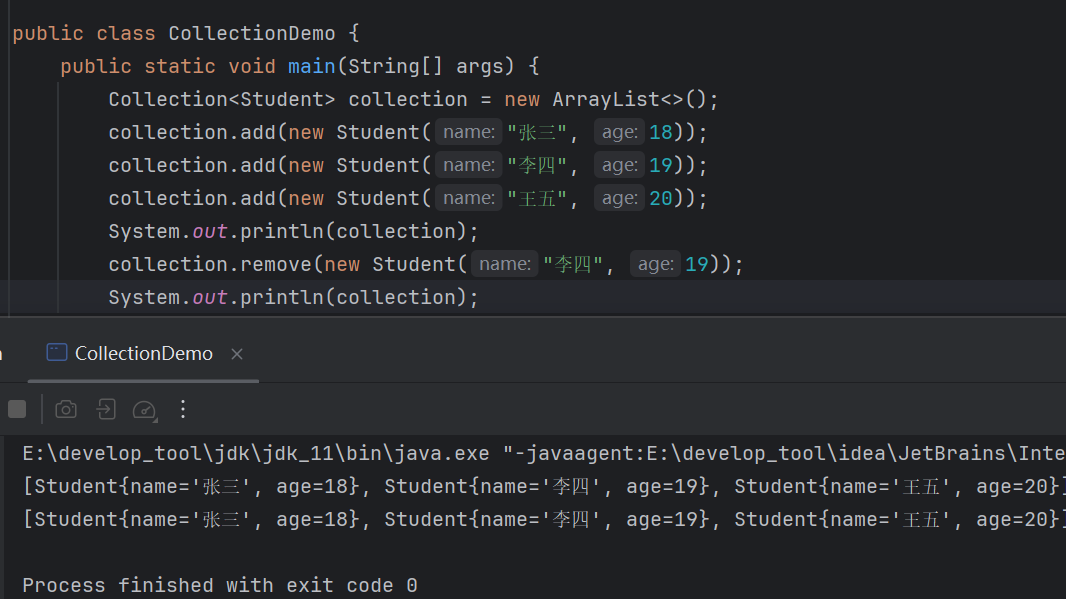 public class CollectionDemo {
public static void main(String[] args) {
Collection<Student> collection = new ArrayList<>();
collection.add(new Student( name: "张三", age: 18));
collection.add(new Student( name: "李四", age: 19));
collection.add(new Student( name: "王五", age: 20));
System.out.println(collection);
collection.remove(new Student( name: "李四", age: 19));
System.out.println(collection);
CollectionDemo
E:\develop_tool\jdk\jdk_11\bin\java.exe "-javaagent:E:\develop_tool\idea\JetBrains\Inte
[Student{name='张三', age=18}, Student{name='李四', age=19}, Student{name='王五', age=20}]
[Student{name='张三', age=18}, Student{name='李四', age=19}, Student{name='王五', age=20}]
Process finished with exit code 0